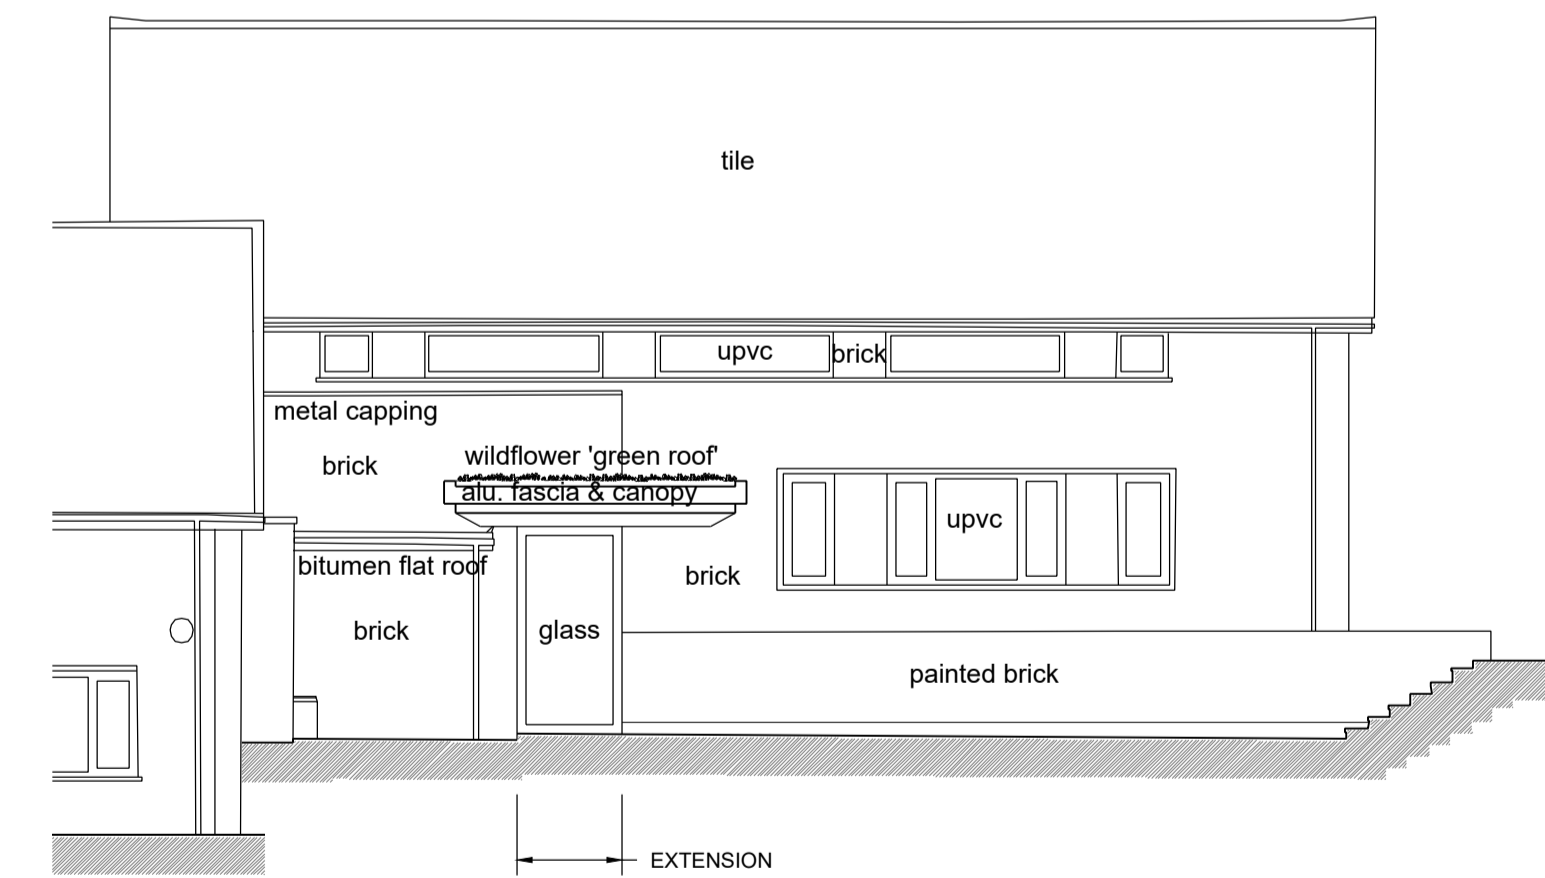 tile
upvc
brick
metal capping
brick
wildflower 'green roof'
alu. fascia & canopy
upvc
bitumen flat roof
brick
brick
glass
painted brick
EXTENSION